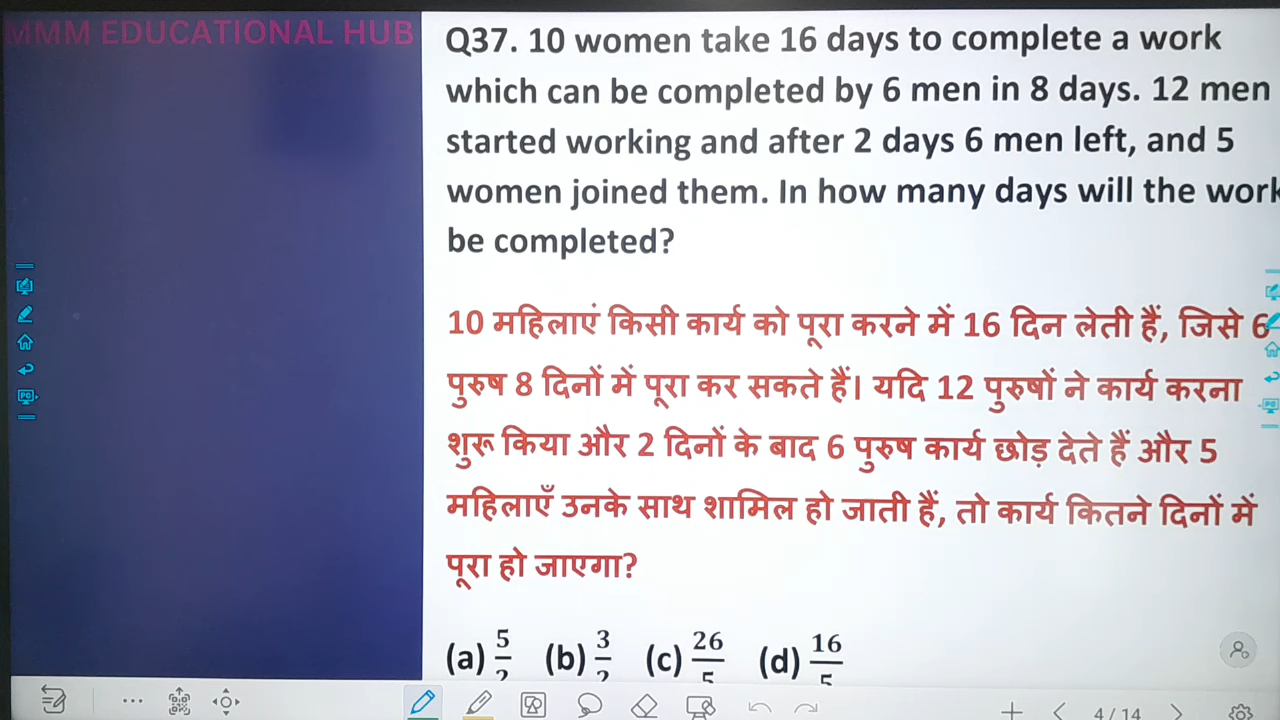 MMM EDUCATIONAL HUB
Q37. 10 women take 16 days to complete a work
which can be completed by 6 men in 8 days. 12 men
started working and after 2 days 6 men left, and 5
women joined them. In how many days will the work
be completed?
10 महिलाएं किसी कार्य को पूरा करने में 16 दिन लेती हैं, जिसे 6
पुरुष 8 दिनों में पूरा कर सकते हैं। यदि 12 पुरुषों ने कार्य करना
शुरू किया और 2 दिनों के बाद 6 पुरुष कार्य छोड़ देते हैं और 5
महिलाएँ उनके साथ शामिल हो जाती हैं, तो कार्य कितने दिनों में
पूरा हो जाएगा?
(a) 5/2 (b) 3/2 (c) 26/5 (d) 16/5
4 / 14